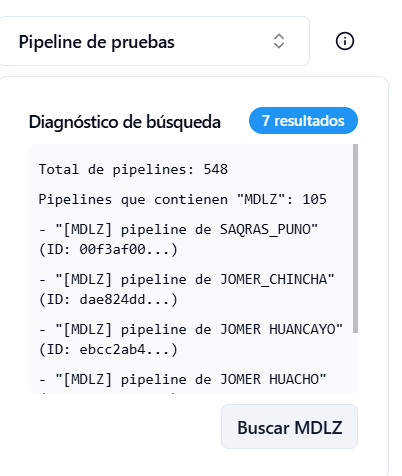 Pipeline de pruebas
Diagnóstico de búsqueda
7 resultados
Total de pipelines: 548
Pipelines que contienen "MDLZ": 105
- "[MDLZ] pipeline de SAQRAS_PUNO"
(ID: 00f3af00...)
- "[MDLZ] pipeline de JOMER_CHINCHA"
(ID: dae824dd...)
- "[MDLZ] pipeline de JOMER HUANCAYO"
(ID: ebcc2ab4...)
- "[MDLZ] pipeline de JOMER HUACHO"
Buscar MDLZ